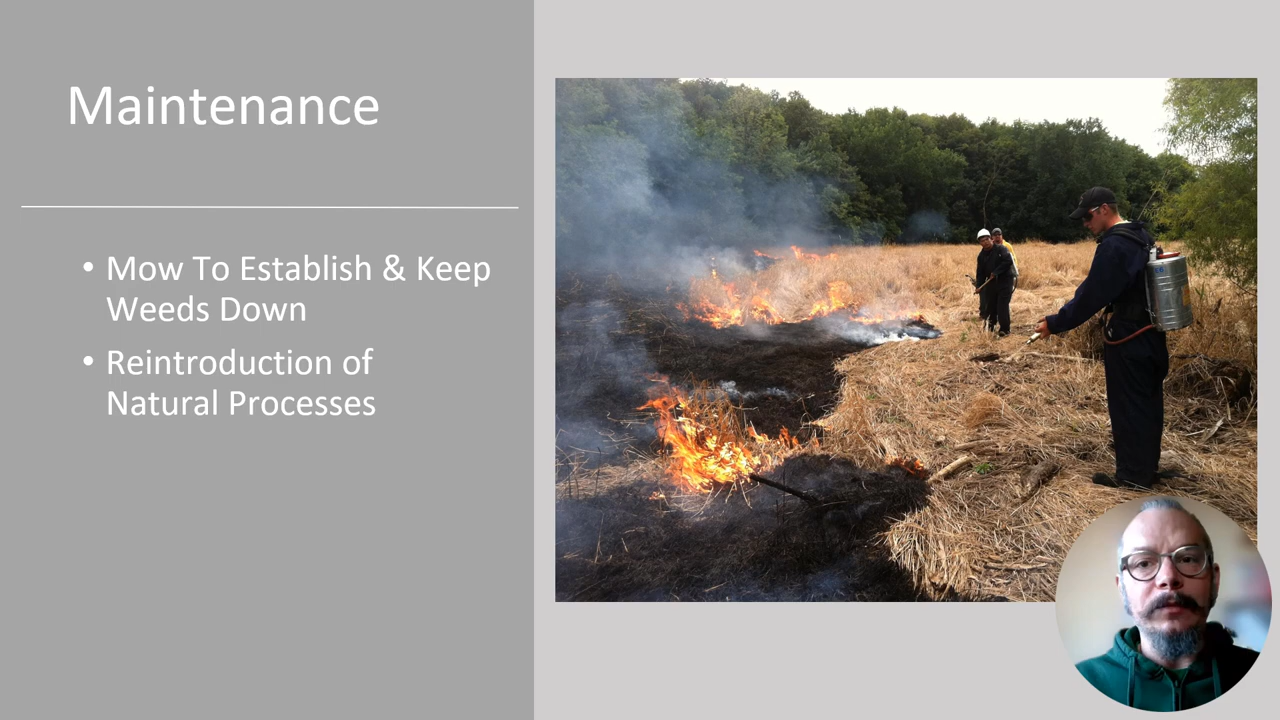 Maintenance
• Mow To Establish & Keep
Weeds Down
• Reintroduction of
Natural Processes